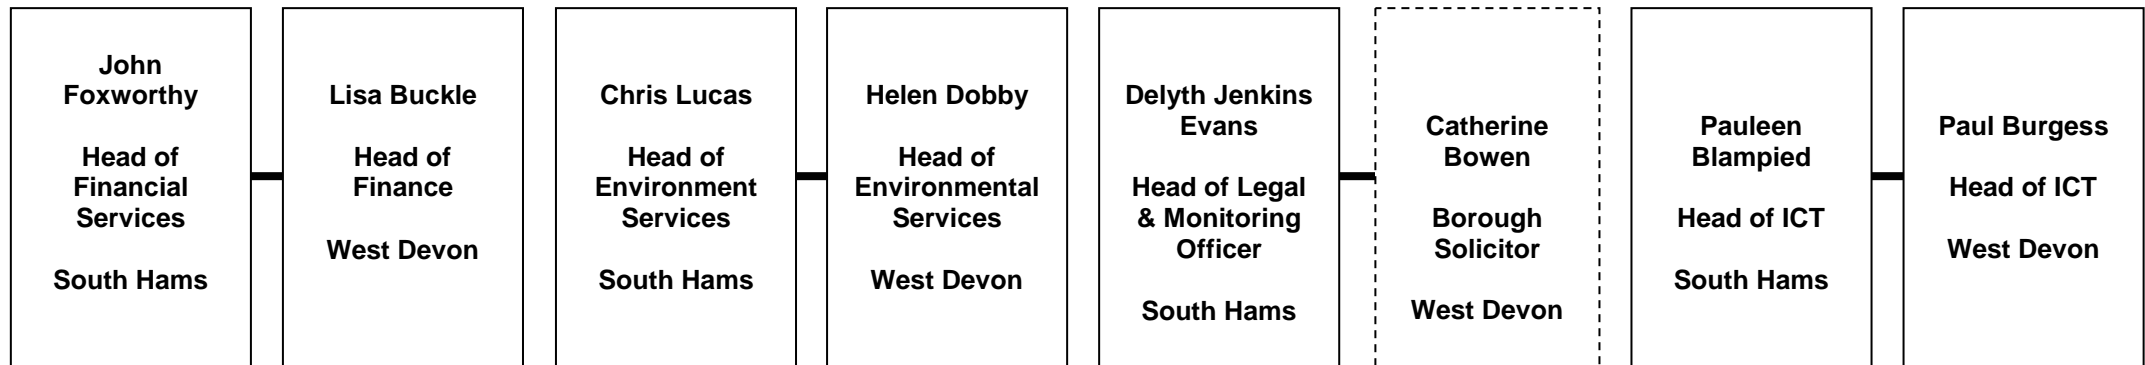 John
Foxworthy
Head of
Financial
Services
South Hams
Lisa Buckle
Head of
Finance
West Devon
Chris Lucas
Head of
Environment
Services
South Hams
Helen Dobby
Head of
Environmental
Services
West Devon
Delyth Jenkins
Evans
Head of Legal
& Monitoring
Officer
South Hams
Catherine
Bowen
Borough
Solicitor
West Devon
Pauleen
Blampied
Head of ICT
South Hams
Paul Burgess
Head of ICT
West Devon